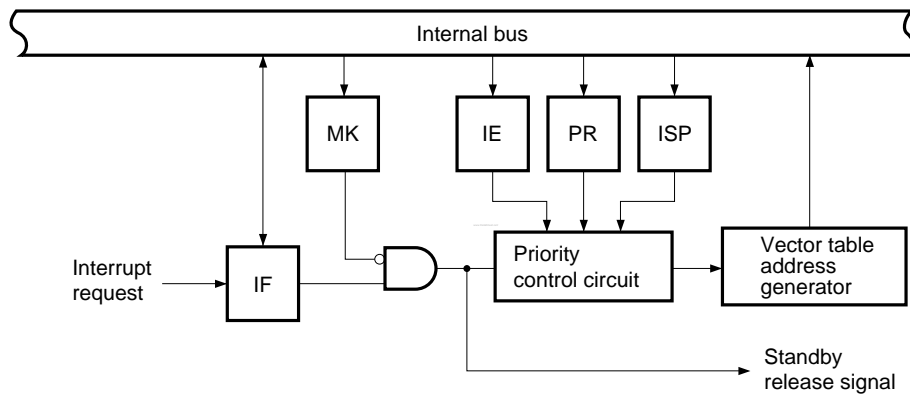 Internal bus
MK
IE
PR
ISP
Interrupt
request
IF
Priority
control circuit
Vector table
address
generator
Standby
release signal